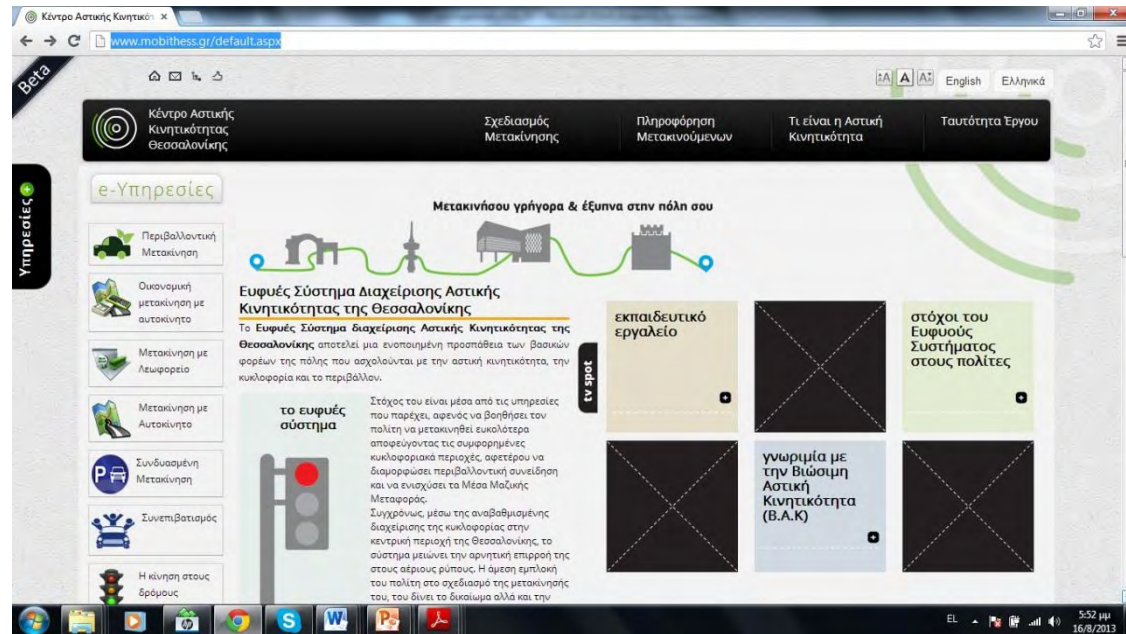 Κέντρο Αστικής Κινητικότ
www.mobithess.gr/default.aspx
Beta
English
Ελληνικά
Κέντρο Αστικής
Κινητικότητας
Θεσσαλονίκης
Σχεδιασμός
Μετακίνησης
Πληροφόρηση
Μετακινούμενων
Τι είναι η Αστική
Κινητικότητα
Ταυτότητα Έργου
Υπηρεσίες
e-Υπηρεσίες
Περιβαλλοντική
Μετακίνηση
Οικονομική
μετακίνηση με
αυτοκίνητο
Μετακίνηση με
Λεωφορείο
Μετακίνηση με
Αυτοκίνητο
Συνδυασμένη
Μετακίνηση
Συνεπιβατισμός
Η κίνηση στους
δρόμους
Μετακινήσου γρήγορα & έξυπνα στην πόλη σου
Ευφυές Σύστημα Διαχείρισης Αστικής
Κινητικότητας της Θεσσαλονίκης
Το Ευφυές Σύστημα διαχείρισης Αστικής Κινητικότητας της
Θεσσαλονίκης αποτελεί μια ενοποιημένη προσπάθεια των βασικών
φορέων της πόλης που ασχολούνται με την αστική κινητικότητα, την
κυκλοφορία και το περιβάλλον.
το ευφυές
σύστημα
Στόχος του είναι μέσα από τις υπηρεσίες
που παρέχει, αφενός να βοηθήσει τον
πολίτη να μετακινηθεί ευκολότερα
αποφεύγοντας τις συμφορημένες
κυκλοφοριακά περιοχές, αφετέρου να
διαμορφώσει περιβαλλοντική συνείδηση
και να ενισχύσει τα Μέσα Μαζικής
Μεταφοράς.
Συγχρόνως, μέσω της αναβαθμισμένης
διαχείρισης της κυκλοφορίας στην
κεντρική περιοχή της Θεσσαλονίκης, το
σύστημα μειώνει την αρνητική επιρροή της
στους αέριους ρύπους. Η άμεση εμπλοκή
του πολίτη στο σχεδιασμό της μετακίνησής
του, του δίνει το δικαίωμα αλλά και την
tv spot
εκπαιδευτικό
εργαλείο
στόχοι του
Ευφυούς
Συστήματος
στους πολίτες
γνωριμία με
την Βιώσιμη
Αστική
Κινητικότητα
(Β.Α.Κ)
EL
5:52 μμ
16/8/2013